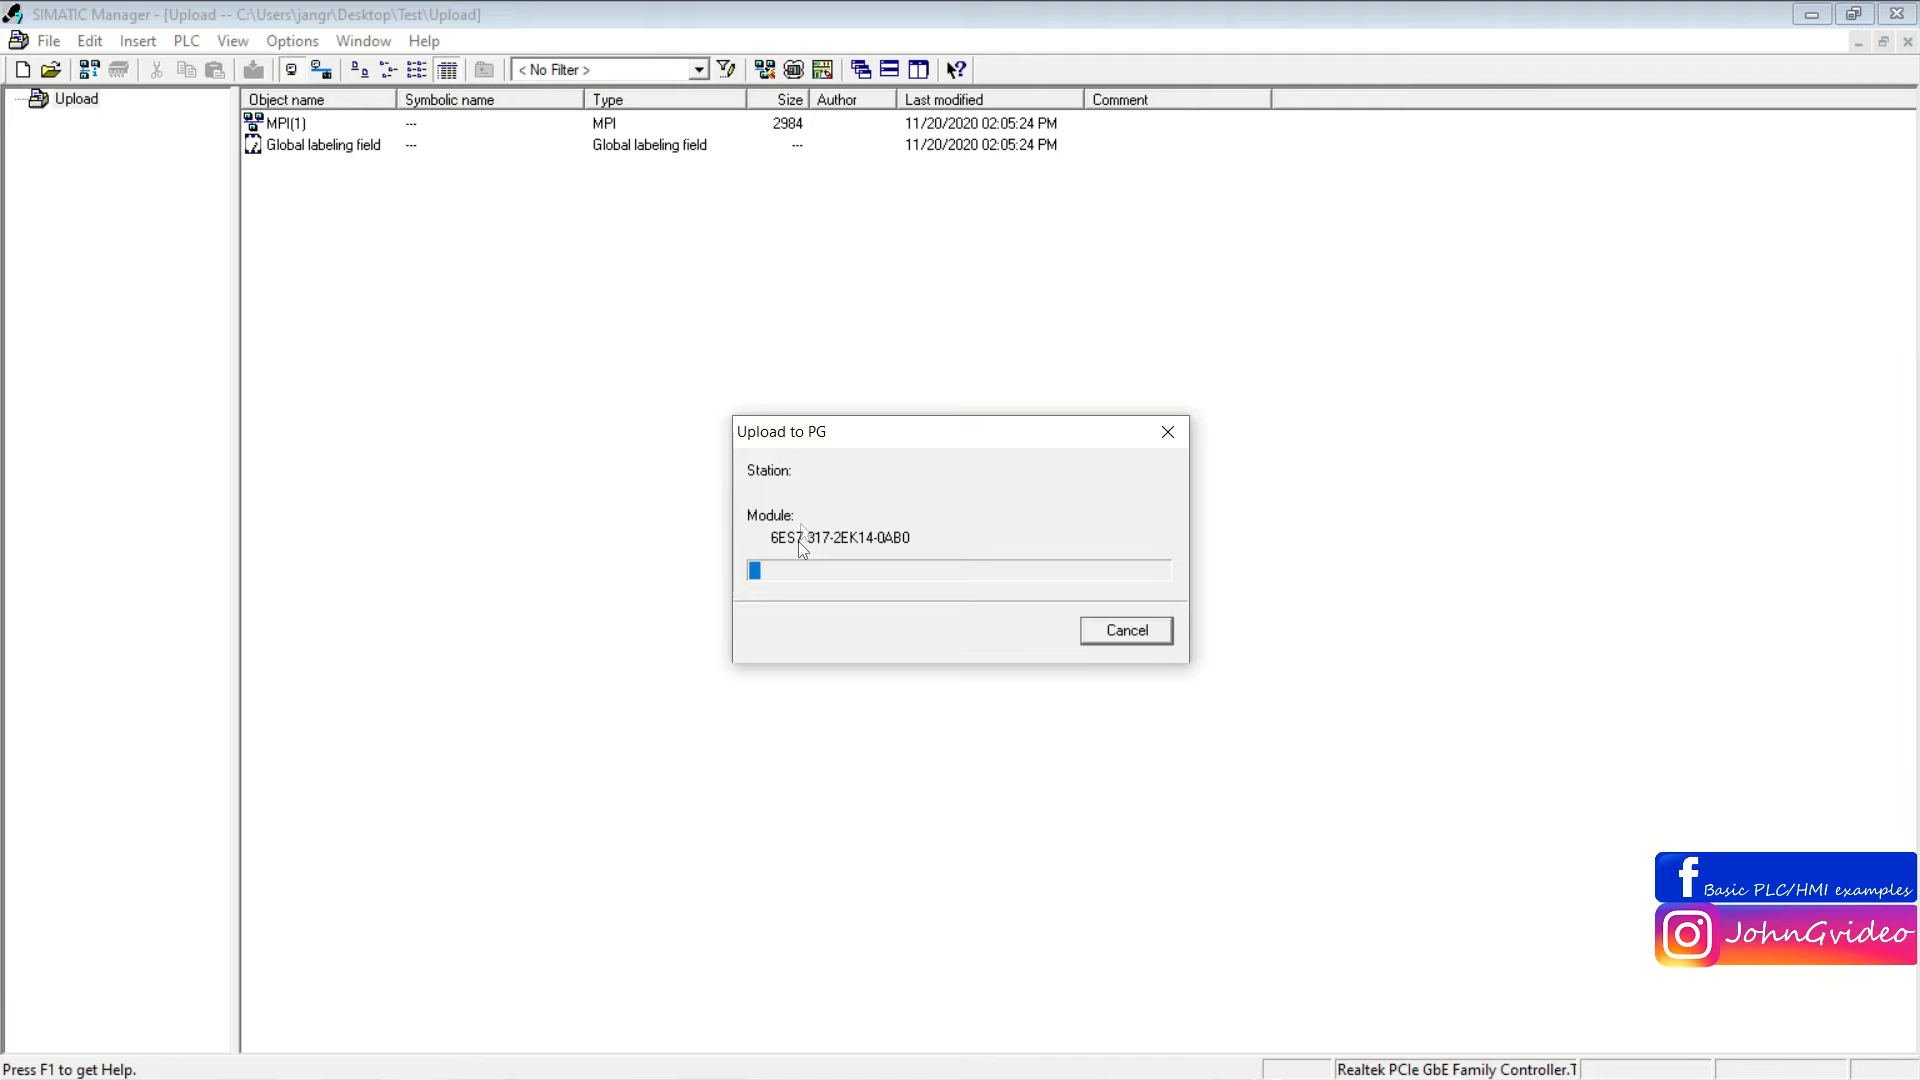 SIMATIC Manager - [Upload -- C:\Users\jangr\Desktop\Test\Upload]
File Edit Insert PLC View Options Window Help
< No Filter >
Upload
Object name Symbolic name Type Size Author Last modified Comment
MPI(1) --- MPI 2984 11/20/2020 02:05:24 PM
Global labeling field --- Global labeling field --- 11/20/2020 02:05:24 PM
Upload to PG
Station:
Module:
6ES7 317-2EK14-0AB0
Cancel
f Basic PLC/HMI examples
JohnGvideo
Press F1 to get Help.
Realtek PCIe GbE Family Controller.T